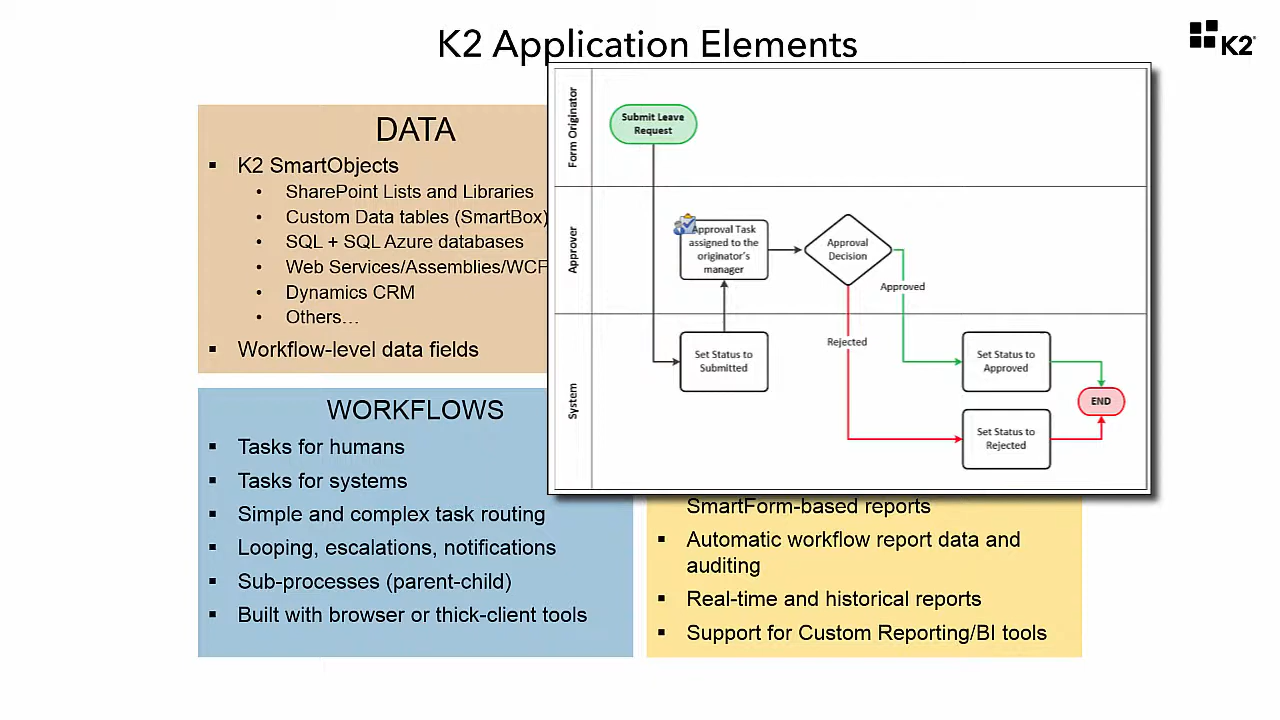 K2 Application Elements
K2
DATA
▪ K2 SmartObjects
• SharePoint Lists and Libraries
• Custom Data tables (SmartBox)
• SQL + SQL Azure databases
• Web Services/Assemblies/WCF
• Dynamics CRM
• Others…
▪ Workflow-level data fields
WORKFLOWS
▪ Tasks for humans
▪ Tasks for systems
▪ Simple and complex task routing
▪ Looping, escalations, notifications
▪ Sub-processes (parent-child)
▪ Built with browser or thick-client tools
Form Originator
Submit Leave
Request
Approver
Approval Task
assigned to the
originator's
manager
Approval
Decision
Approved
Rejected
System
Set Status to
Submitted
Set Status to
Approved
END
Set Status to
Rejected
SmartForm-based reports
▪ Automatic workflow report data and
auditing
▪ Real-time and historical reports
▪ Support for Custom Reporting/BI tools